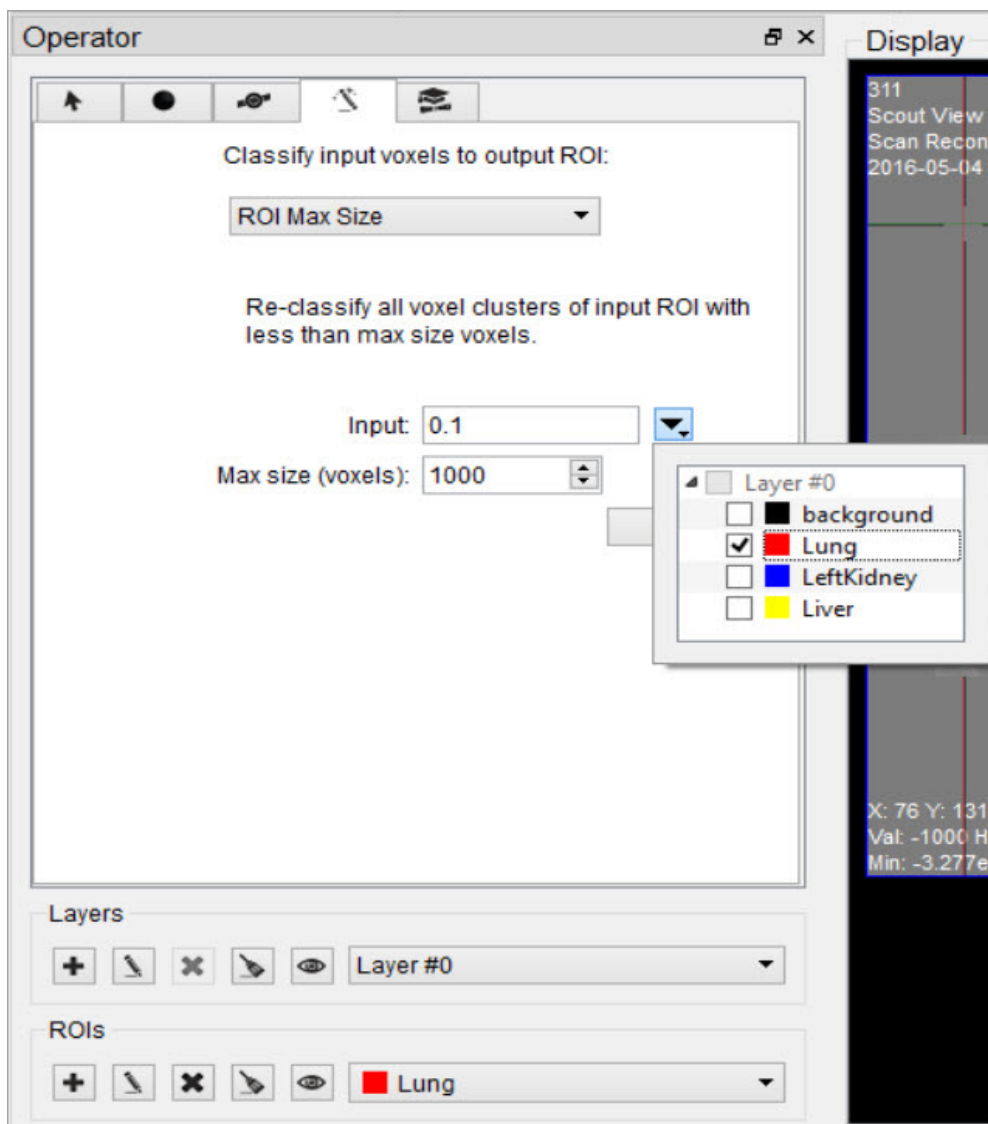 Operator
Display
311
Scout View
Scan Recon
2016-05-04
Classify input voxels to output ROI:
ROI Max Size
Re-classify all voxel clusters of input ROI with
less than max size voxels.
Input: 0.1
Max size (voxels): 1000
Layer #0
background
Lung
LeftKidney
Liver
X: 76 Y: 131
Val: -1000 H
Min: -3.277e
Layers
Layer #0
ROIs
Lung